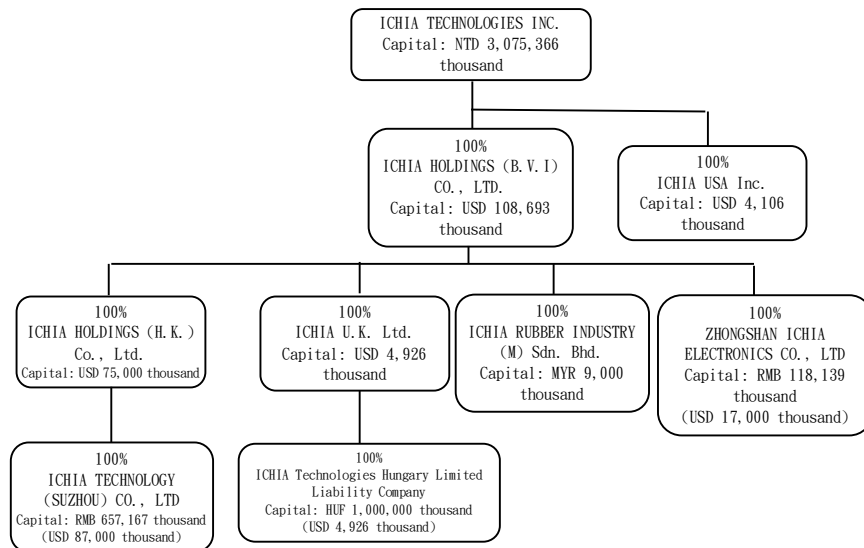 ICHIA TECHNOLOGIES INC.
Capital: NTD 3,075,366
thousand
100%
ICHIA HOLDINGS (B.V.I)
CO., LTD.
Capital: USD 108,693
thousand
100%
ICHIA USA Inc.
Capital: USD 4,106
thousand
100%
ICHIA HOLDINGS (H.K.)
Co., Ltd.
Capital: USD 75,000 thousand
100%
ICHIA U.K. Ltd.
Capital: USD 4,926
thousand
100%
ICHIA RUBBER INDUSTRY
(M) Sdn. Bhd.
Capital: MYR 9,000
thousand
100%
ZHONGSHAN ICHIA
ELECTRONICS CO., LTD
Capital: RMB 118,139
thousand
(USD 17,000 thousand)
100%
ICHIA TECHNOLOGY
(SUZHOU) CO., LTD
Capital: RMB 657,167 thousand
(USD 87,000 thousand)
100%
ICHIA Technologies Hungary Limited
Liability Company
Capital: HUF 1,000,000 thousand
(USD 4,926 thousand)